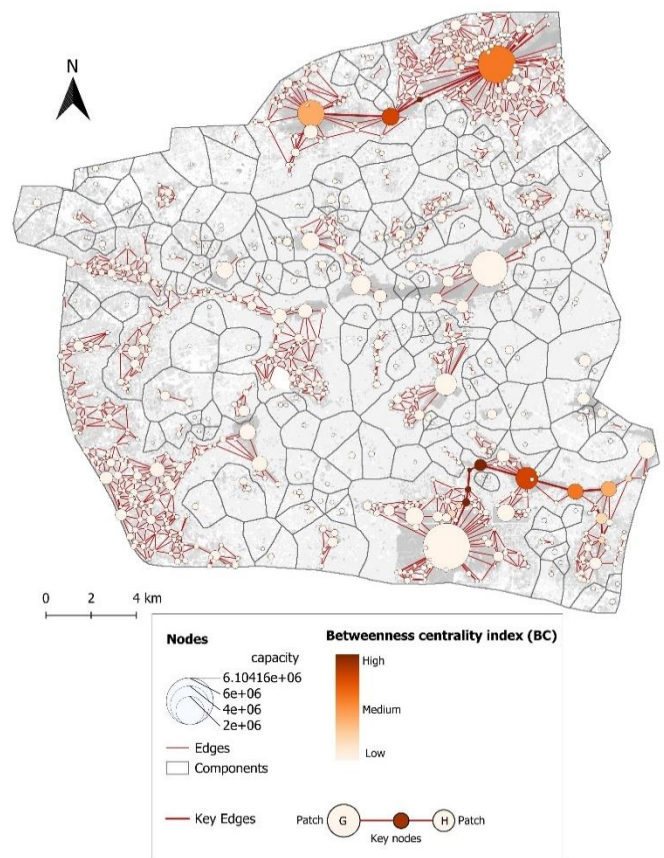 N
0 2 4 km
Nodes
capacity
6.10416e+06
6e+06
4e+06
2e+06
Edges
Components
Key Edges
Betweenness centrality index (BC)
High
Medium
Low
Patch G H Patch
Key nodes